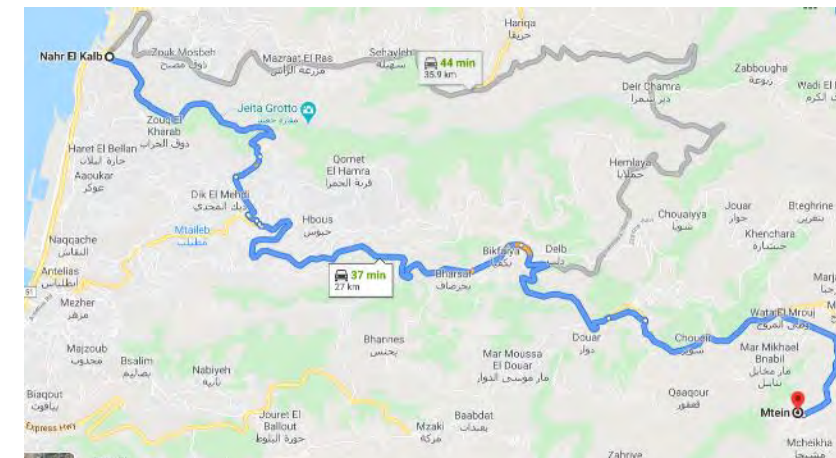 Hariqa
حريقا
Nahr El Kalb
Zouk Mosbeh
ذوق مصبح
Mazraat El Ras
مزرعة الراس
Sehayleh
سهيلة
44 min
35.9 km
Zabbougha
زبوغة
Deir Chamra
دير شمرا
Wadi El
الكرم
Jeita Grotto
Zouq El
Kharab
ذوق الخراب
Haret El Bellan
حارة البلان
Aaoukar
عوكر
Qornet
El Hamra
قرنة الحمرا
Hemlaya
حملايا
Dik El Mehdi
ديك المحدي
Hbous
حبوس
Mtaileb
مطيلب
Chouaiyya
شويا
Jouar
جوار
Bteghrine
بتغرين
Khenchara
خنشارة
Naqqache
النقاش
Bikfaiya
بكفيا
Delb
دلب
Antelias
انطلياس
51
37 min
27 km
Bharsaf
بحرصاف
Marj
Mezher
مزهر
Wata El Mrouj
وطى المروج
Bhannes
بحنس
Douar
دوار
Choueir
شوير
Majzoub
مجذوب
Bsalim
بصاليم
Nabiyeh
نابيه
Mar Moussa
El Douar
مار موسى الدوار
Mar Mikhael
Bnabil
مار مخايل
بنابيل
Biaqout
بياقوت
Qaaqour
قعقور
Mtein
Express HWY
Jouret El
Ballout
جورة البلوط
Mzaki
مزكة
Baabdat
بعبدات
Mcheikha
مشيخا
Zahriye